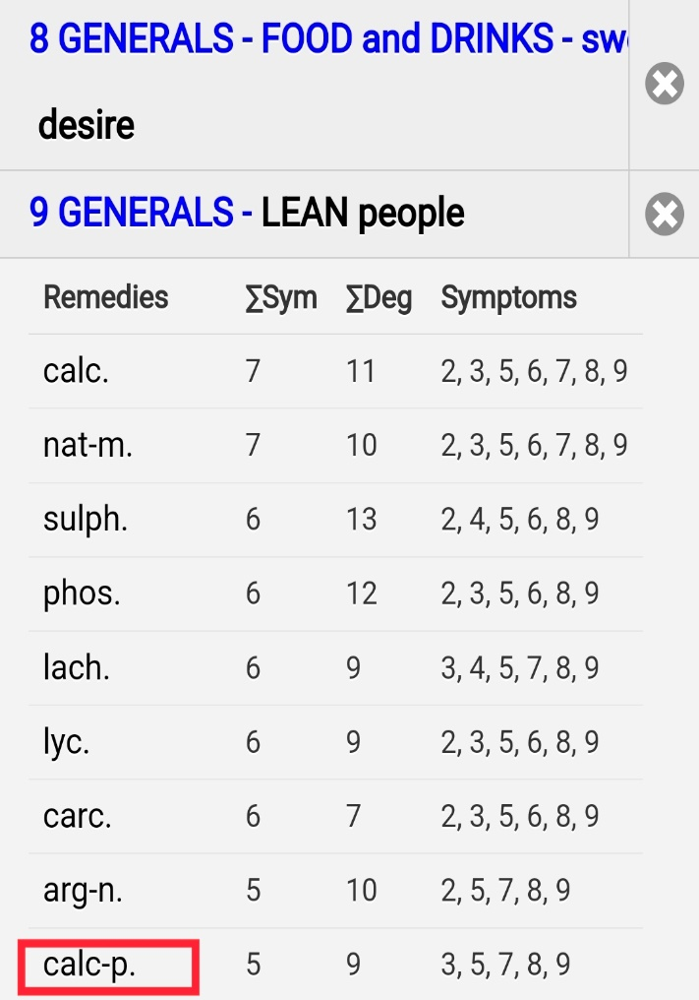 8 GENERALS - FOOD and DRINKS -
desire
9 GENERALS - LEAN people
Remedies ∑Sym ∑Deg Symptoms
calc. 7 11 2, 3, 5, 6, 7, 8, 9
nat-m. 7 10 2, 3, 5, 6, 7, 8, 9
sulph. 6 13 2, 4, 5, 6, 8, 9
phos. 6 12 2, 3, 5, 6, 8, 9
lach. 6 9 3, 4, 5, 7, 8, 9
lyc. 6 9 2, 3, 5, 6, 8, 9
carc. 6 7 2, 3, 5, 6, 8, 9
arg-n. 5 10 2, 5, 7, 8, 9
calc-p. 5 9 3, 5, 7, 8, 9